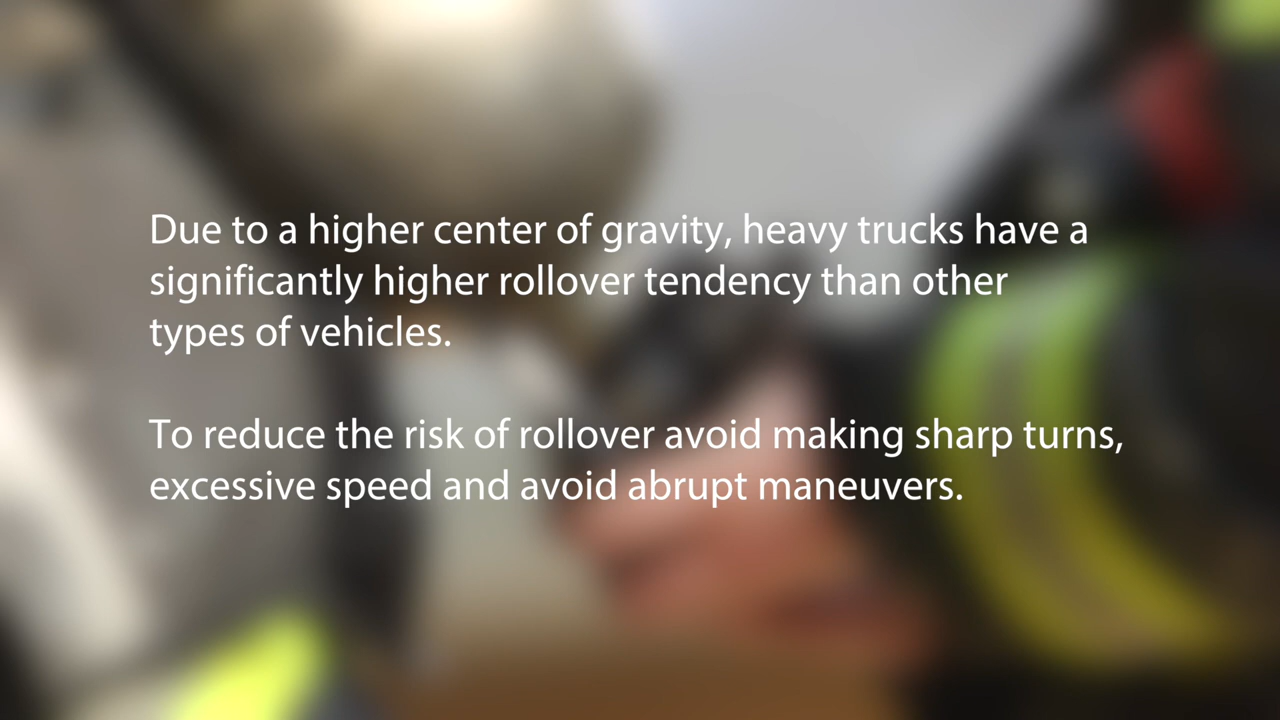 Due to a higher center of gravity, heavy trucks have a
significantly higher rollover tendency than other
types of vehicles.
To reduce the risk of rollover avoid making sharp turns,
excessive speed and avoid abrupt maneuvers.